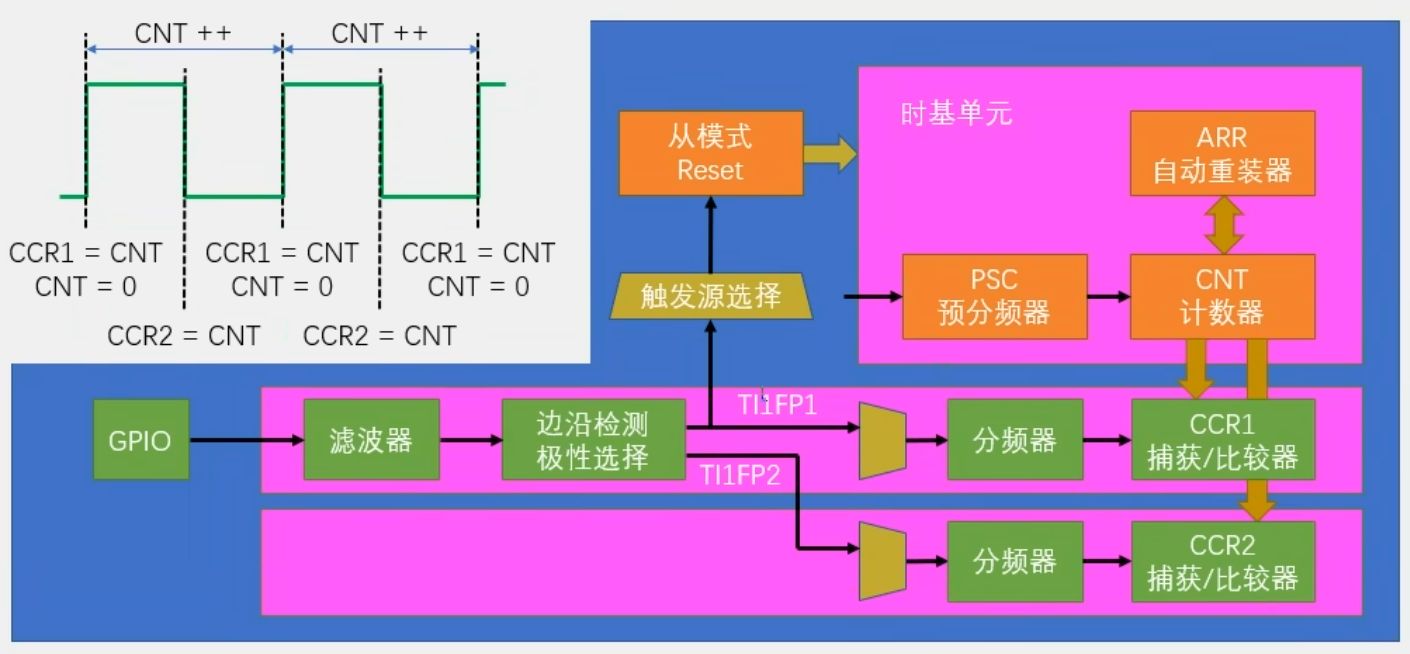 CNT ++
CNT ++
CCR1 = CNT
CNT = 0
CCR1 = CNT
CNT = 0
CCR1 = CNT
CNT = 0
CCR2 = CNT
CCR2 = CNT
从模式
Reset
触发源选择
时基单元
ARR
自动重装器
PSC
预分频器
CNT
计数器
GPIO
滤波器
边沿检测
极性选择
TI1FP1
TI1FP2
分频器
CCR1
捕获/比较器
分频器
CCR2
捕获/比较器